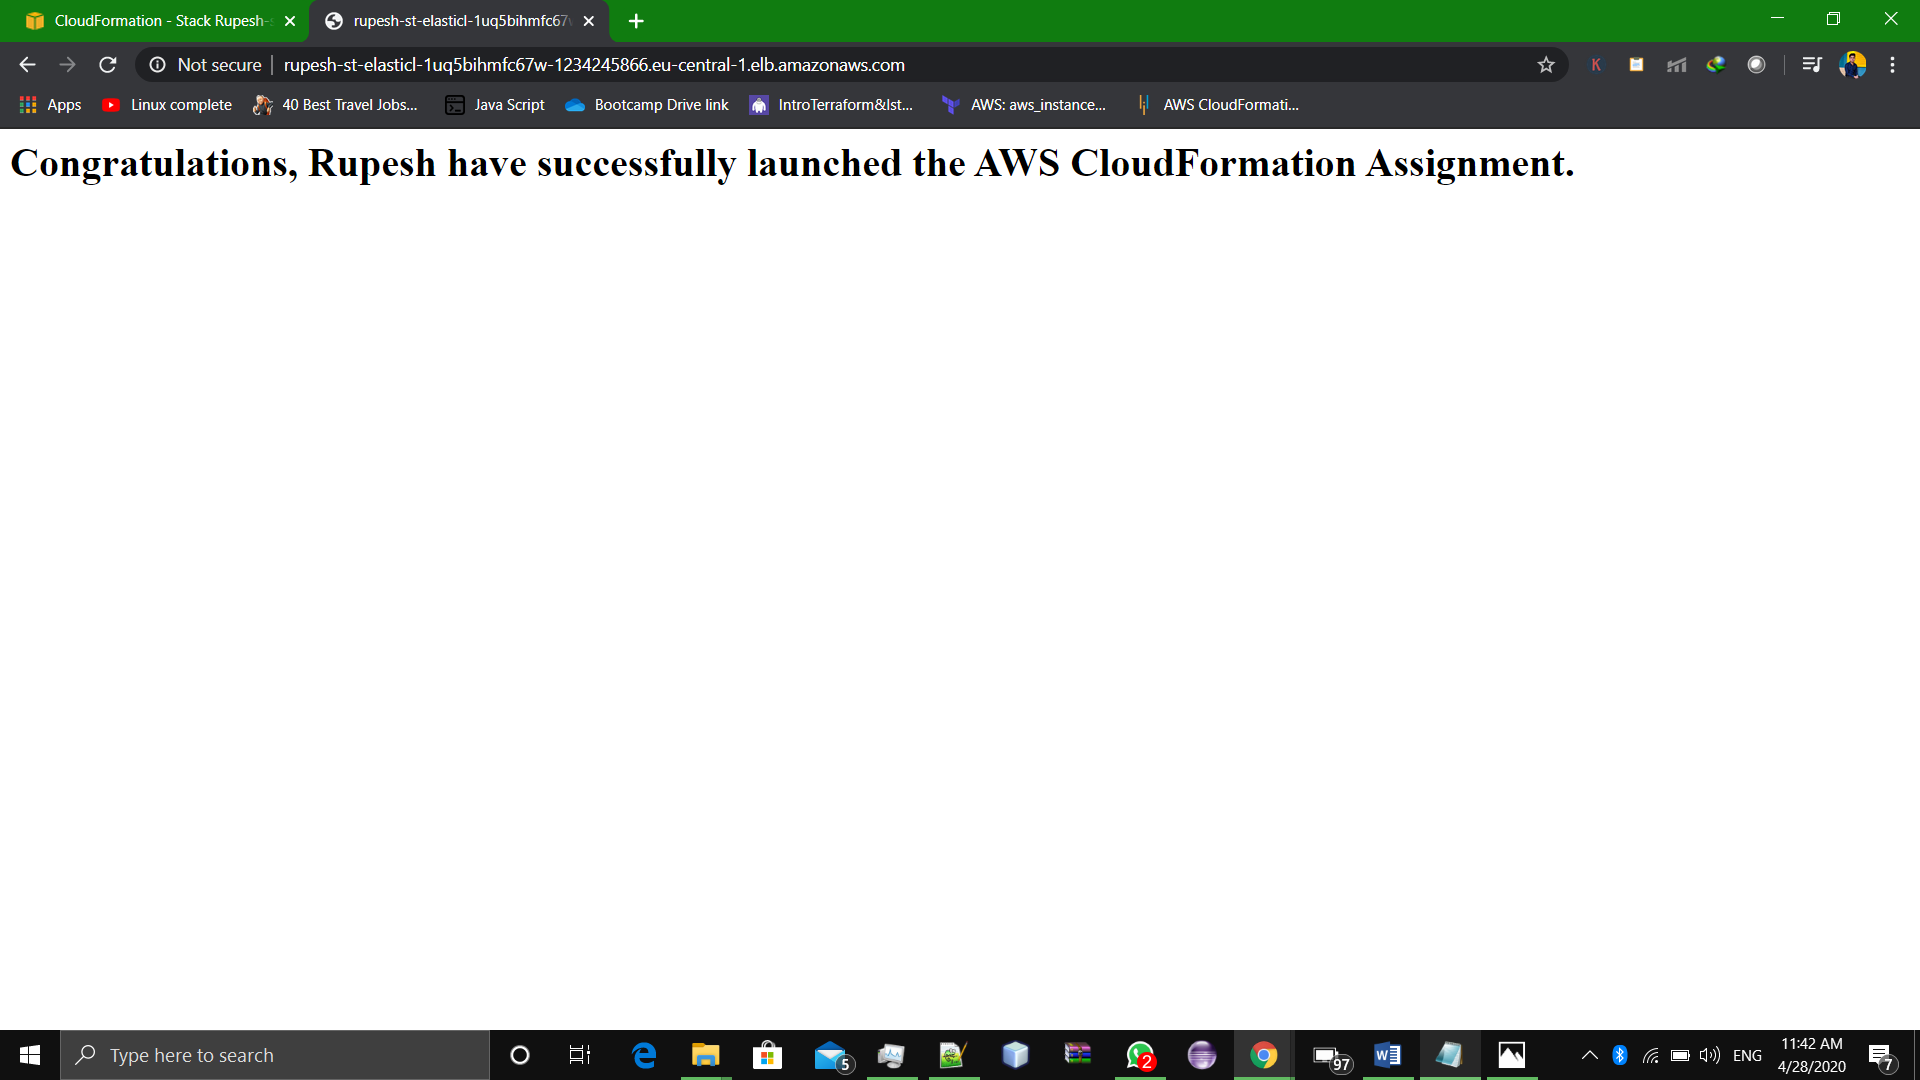 CloudFormation - Stack Rupesh-s
rupesh-st-elasticl-1uq5bihmfc67w
Not secure
rupesh-st-elasticl-1uq5bihmfc67w-1234245866.eu-central-1.elb.amazonaws.com
K
Apps
Linux complete
40 Best Travel Jobs...
Java Script
Bootcamp Drive link
IntroTerraform&Ist...
AWS: aws_instance...
AWS CloudFormati...
Congratulations, Rupesh have successfully launched the AWS CloudFormation Assignment.
Type here to search
5
2
97
W
ENG
11:42 AM
4/28/2020
7